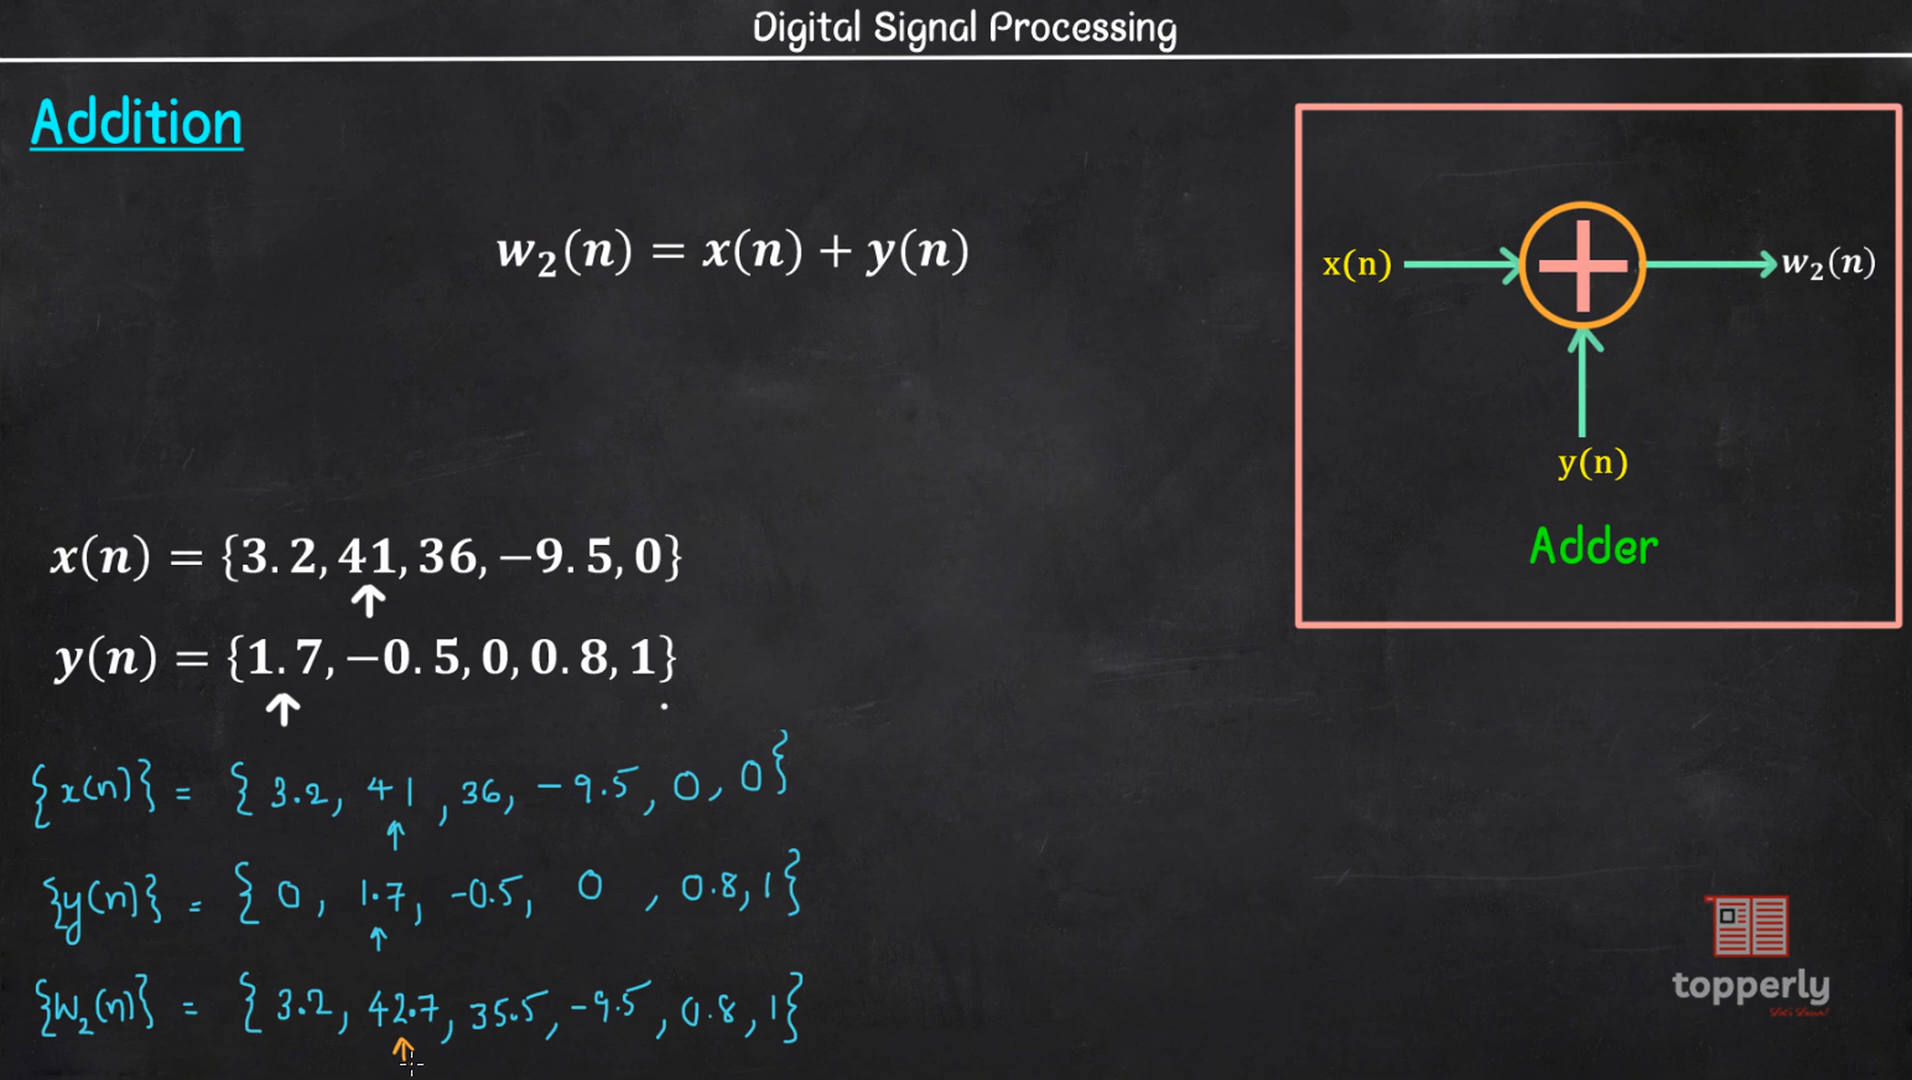 Digital Signal Processing
Addition
w₂(n) = x(n) + y(n)
x(n)
w₂(n)
y(n)
Adder
x(n) = {3.2, 41, 36, −9.5, 0}
↑
y(n) = {1.7, −0.5, 0, 0.8, 1}
↑
{x(n)} = { 3.2, 41, 36, −9.5, 0, 0}
↑
{y(n)} = { 0, 1.7, -0.5, 0, 0.8, 1}
↑
{W₂(n)} = { 3.2, 42.7, 35.5, -9.5, 0.8, 1}
↑
topperly
Let's Learn!